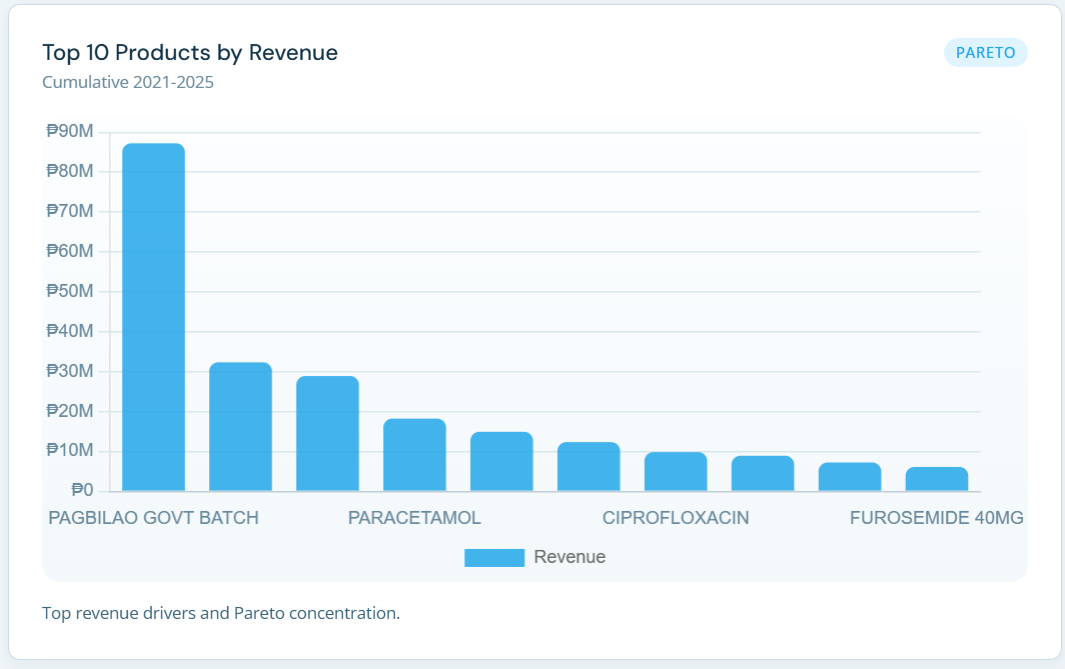 Top 10 Products by Revenue
PARETO
Cumulative 2021-2025
₱90M
₱80M
₱70M
₱60M
₱50M
₱40M
₱30M
₱20M
₱10M
₱0
PAGBILAO GOVT BATCH PARACETAMOL CIPROFLOXACIN FUROSEMIDE 40MG
Revenue
Top revenue drivers and Pareto concentration.